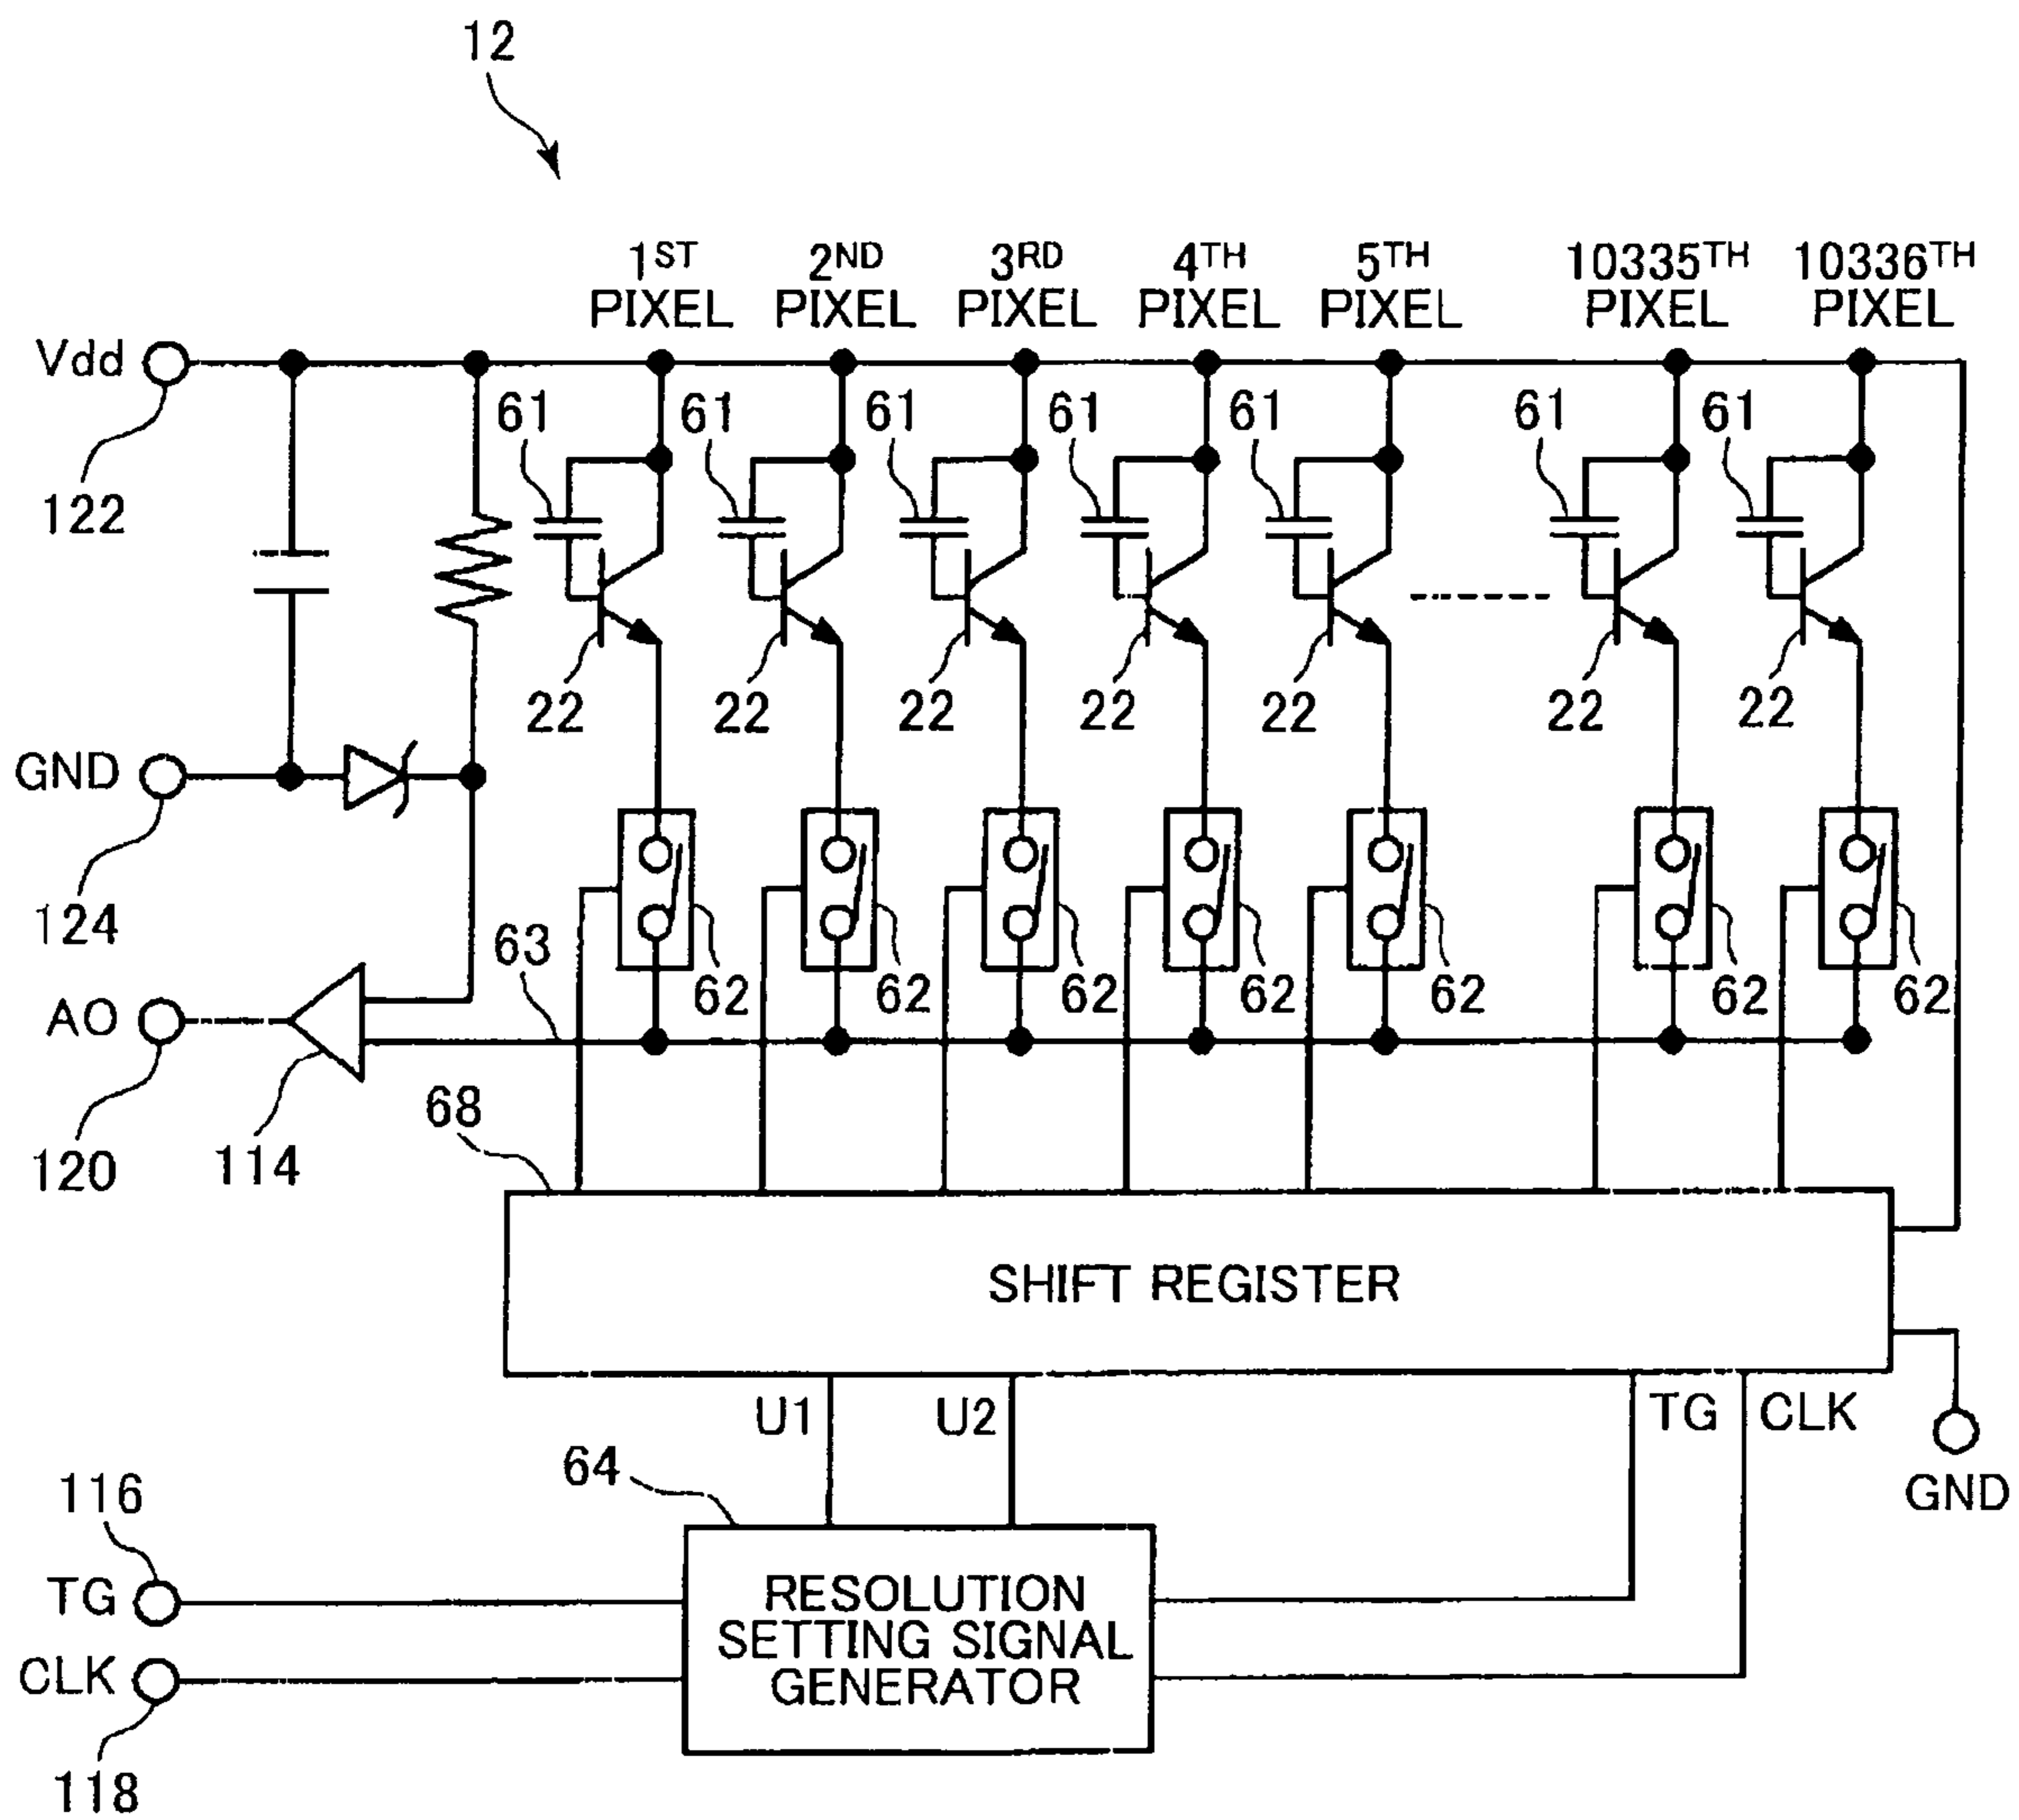 12
1ST PIXEL
2ND PIXEL
3RD PIXEL
4TH PIXEL
5TH PIXEL
10335TH PIXEL
10336TH PIXEL
Vdd
122
61 61 61 61 61 61 61
22 22 22 22 22 22 22
GND
124
63
62 62 62 62 62 62 62
AO
120
114
68
SHIFT REGISTER
U1 U2 TG CLK
GND
64
116
TG
RESOLUTION
SETTING SIGNAL
GENERATOR
CLK
118